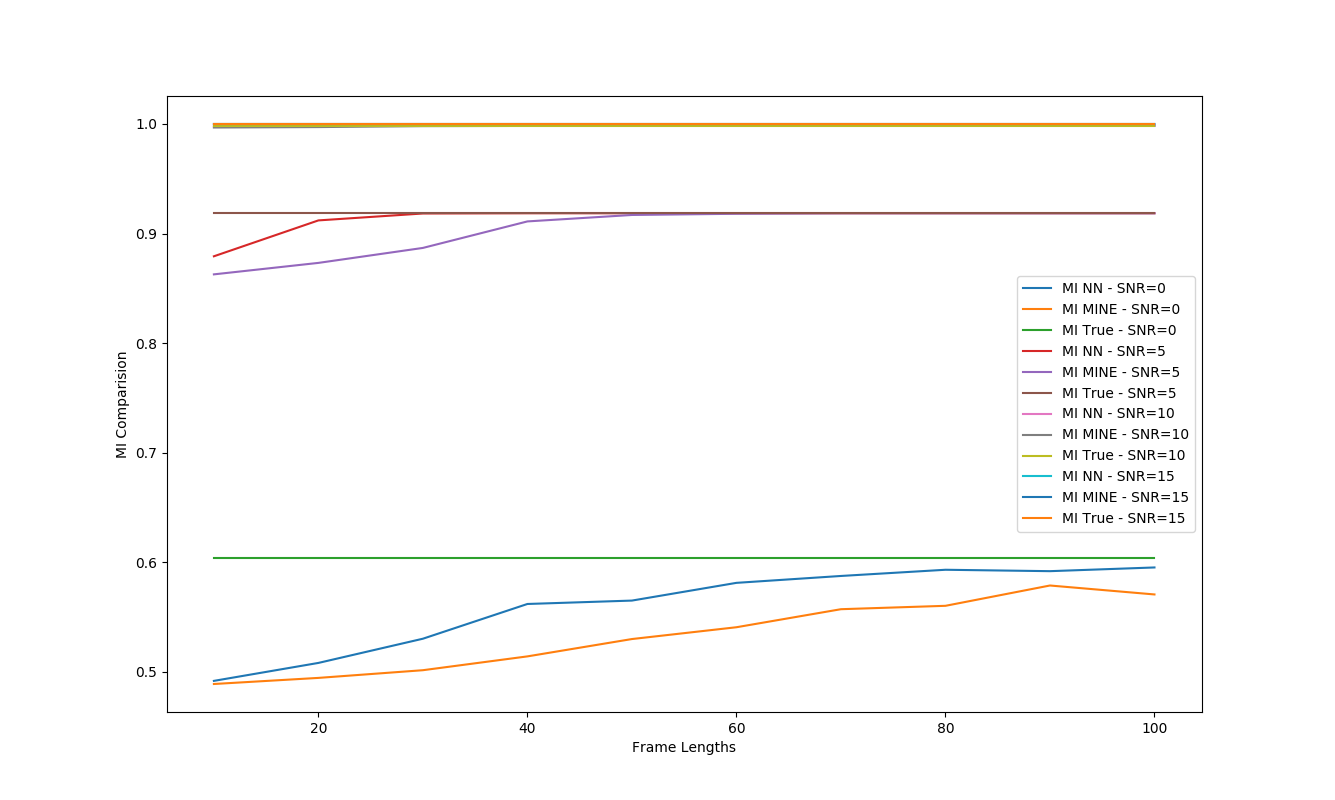 1.0
0.9
0.8
0.7
0.6
0.5
MI Comparision
MI NN - SNR=0
MI MINE - SNR=0
MI True - SNR=0
MI NN - SNR=5
MI MINE - SNR=5
MI True - SNR=5
MI NN - SNR=10
MI MINE - SNR=10
MI True - SNR=10
MI NN - SNR=15
MI MINE - SNR=15
MI True - SNR=15
20 40 60 80 100
Frame Lengths